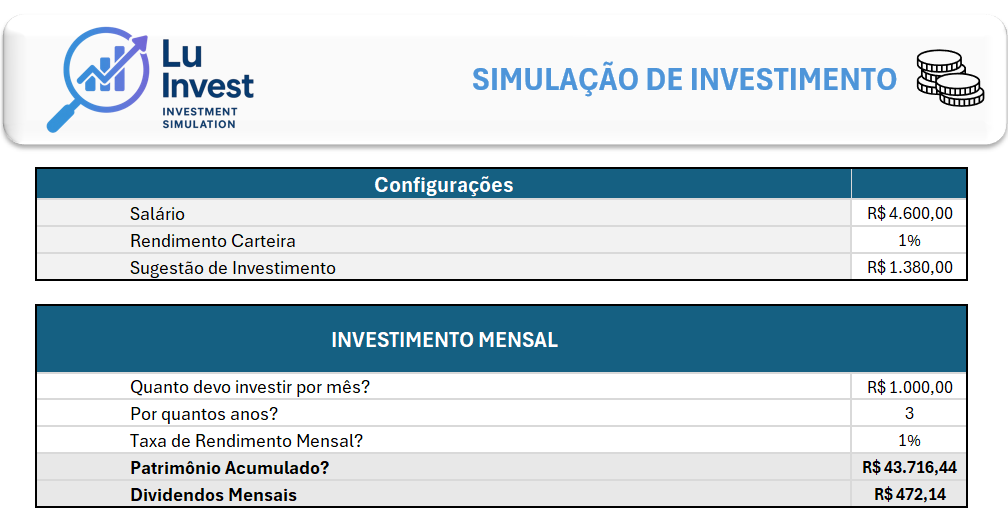 Lu
Invest
INVESTMENT
SIMULATION
SIMULAÇÃO DE INVESTIMENTO
Configurações
Salário R$ 4.600,00
Rendimento Carteira 1%
Sugestão de Investimento R$ 1.380,00
INVESTIMENTO MENSAL
Quanto devo investir por mês? R$ 1.000,00
Por quantos anos? 3
Taxa de Rendimento Mensal? 1%
Patrimônio Acumulado? R$ 43.716,44
Dividendos Mensais R$ 472,14